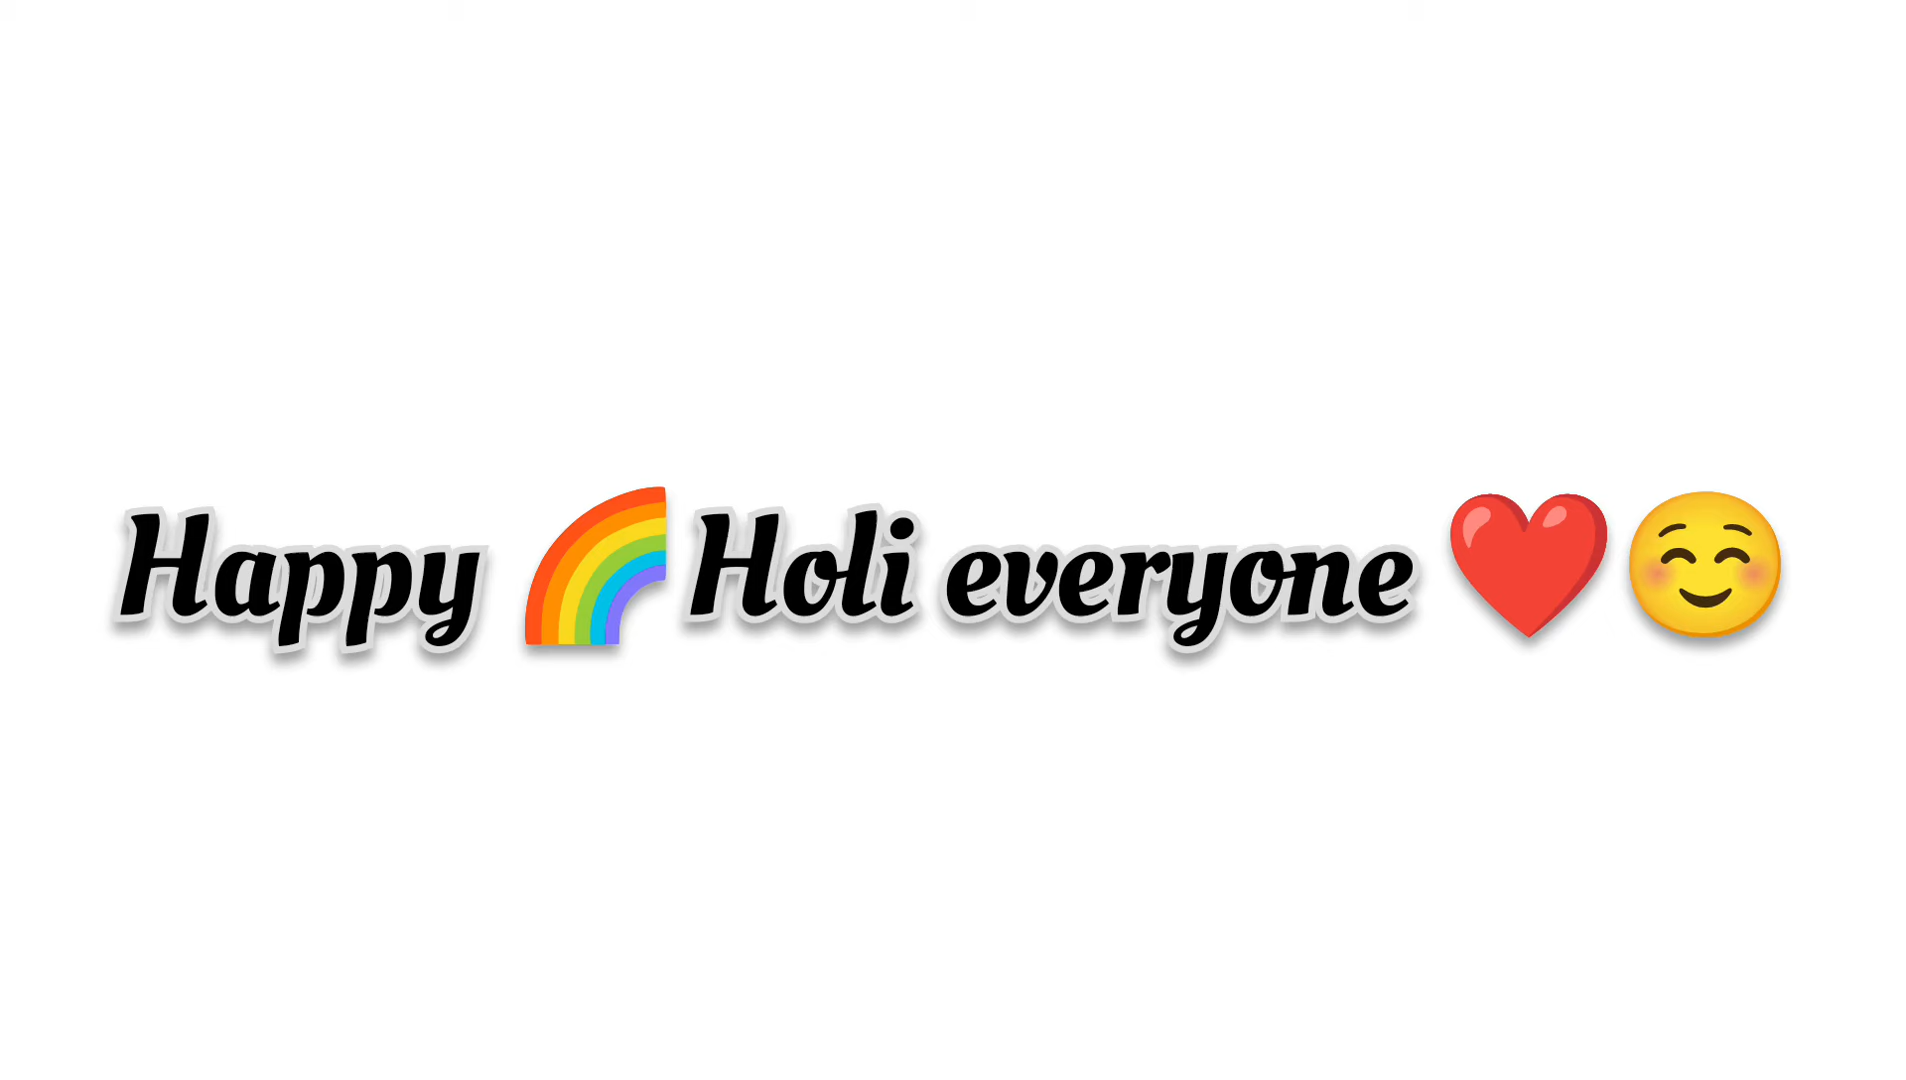 Happy 🌈 Holi everyone ❤️ ☺️